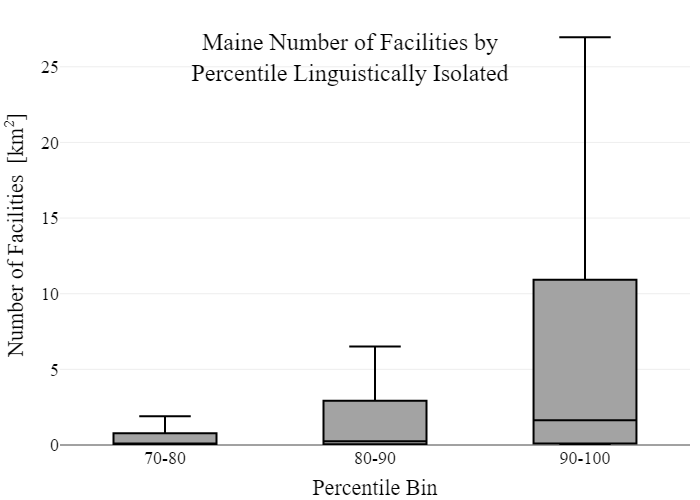 Maine Number of Facilities by
Percentile Linguistically Isolated
Number of Facilities [km²]
25
20
15
10
5
0
70-80
80-90
90-100
Percentile Bin